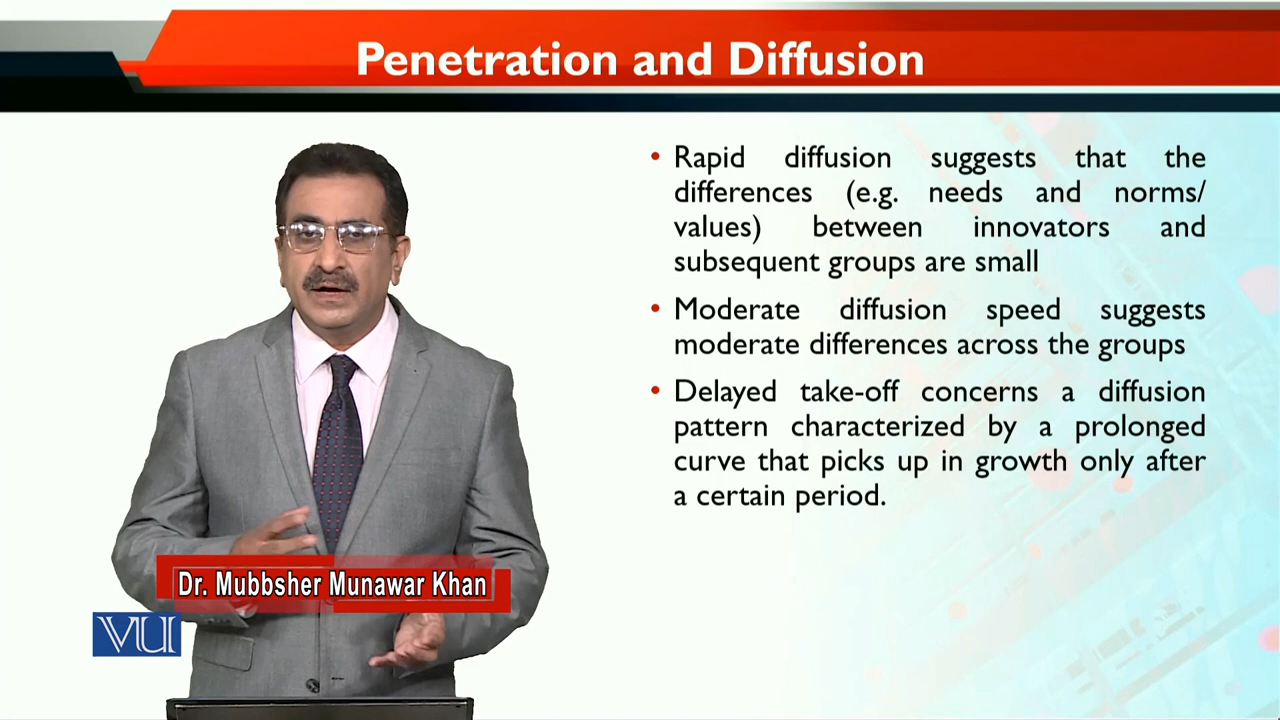 Penetration and Diffusion
• Rapid diffusion suggests that the
differences (e.g. needs and norms/
values) between innovators and
subsequent groups are small
• Moderate diffusion speed suggests
moderate differences across the groups
• Delayed take-off concerns a diffusion
pattern characterized by a prolonged
curve that picks up in growth only after
a certain period.
Dr. Mubbsher Munawar Khan
VU